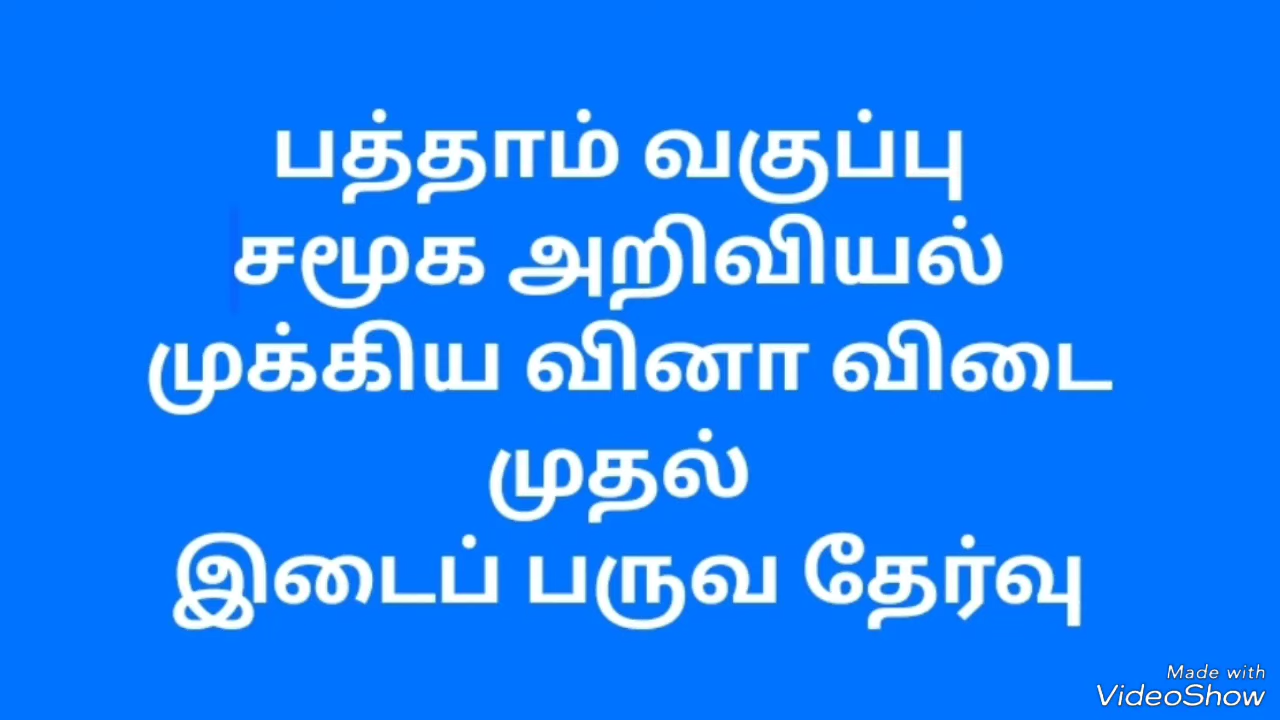 பத்தாம் வகுப்பு
சமூக அறிவியல்
முக்கிய வினா விடை
முதல்
இடைப் பருவ தேர்வு
Made with
VideoShow